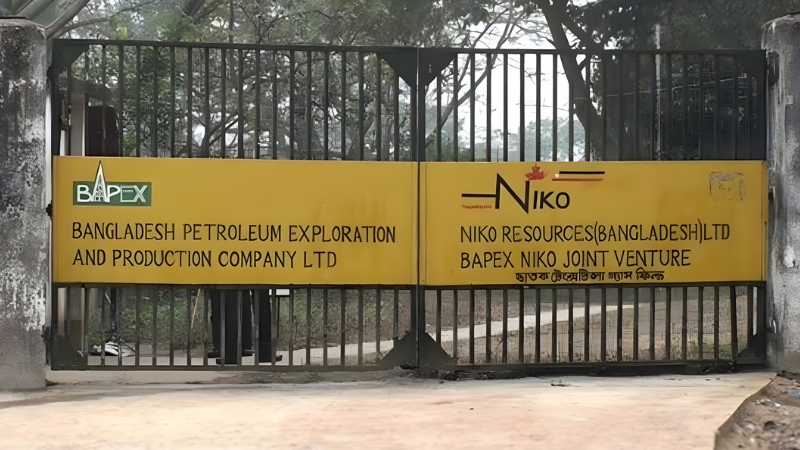 BAPEX
BANGLADESH PETROLEUM EXPLORATION
AND PRODUCTION COMPANY LTD
NIKO
NIKO RESOURCES(BANGLADESH)LTD
BAPEX NIKO JOINT VENTURE
ছাতক টেংরাটিলা গ্যাস ফিল্ড